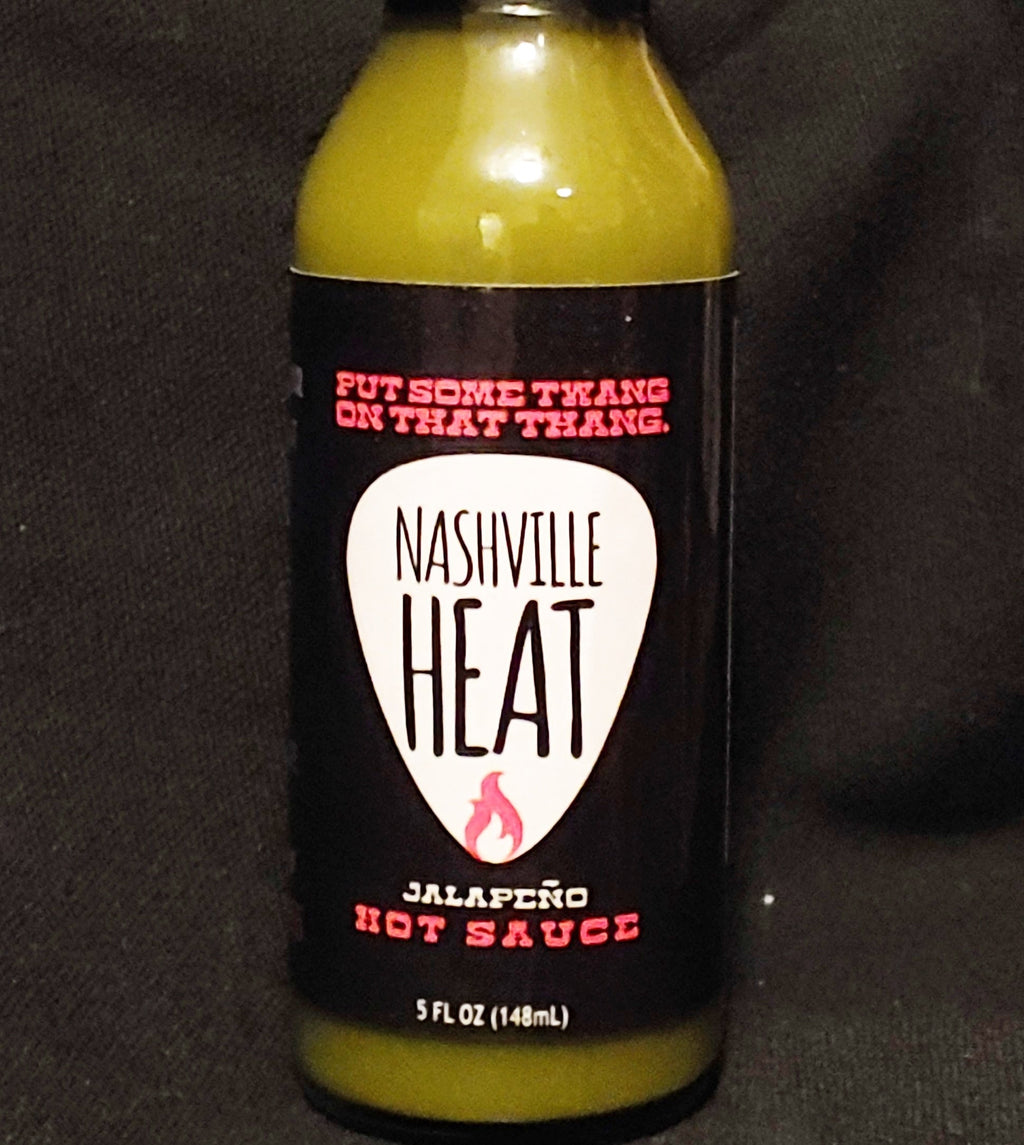 PUT SOME TWANG
ON THAT THANG.
NASHVILLE
HEAT
JALAPEÑO
HOT SAUCE
5 FL OZ (148mL)